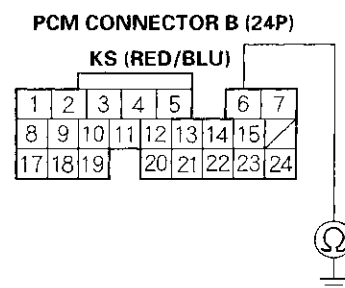 PCM CONNECTOR B (24P)
KS (RED/BLU)
1 2 3 4 5 6 7
8 9 10 11 12 13 14 15
17 18 19 20 21 22 23 24
Ω